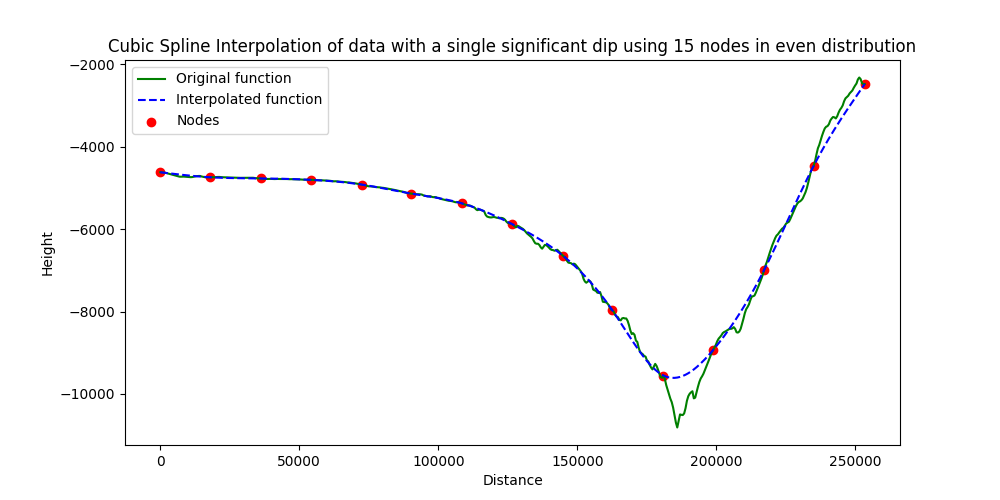 Cubic Spline Interpolation of data with a single significant dip using 15 nodes in even distribution
Original function
Interpolated function
Nodes
−2000
−4000
−6000
−8000
−10000
Height
0
50000
100000
150000
200000
250000
Distance